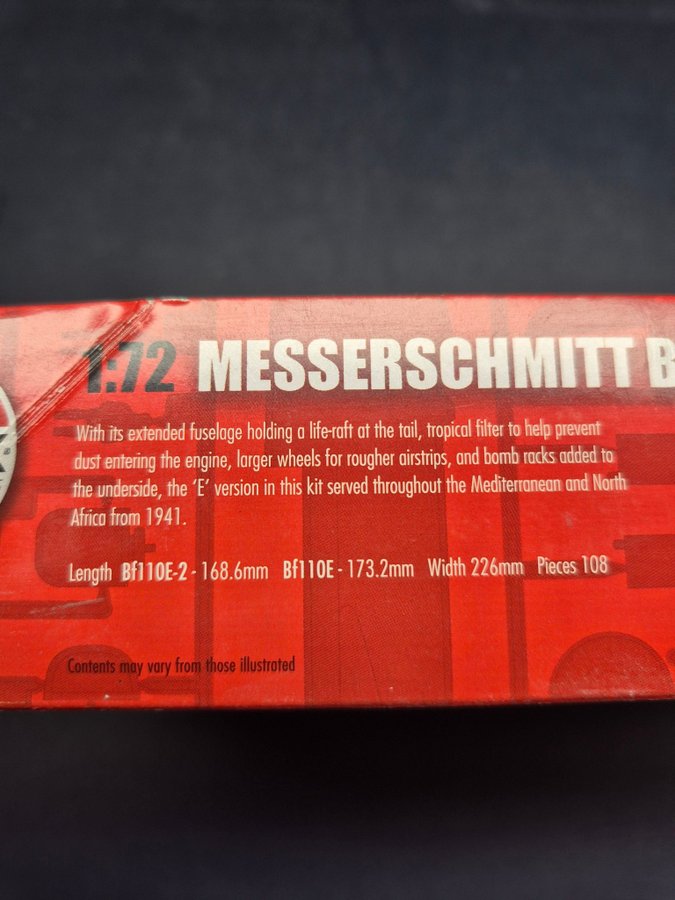 1:72 MESSERSCHMITT B
With its extended fuselage holding a life-raft at the tail, tropical filter to help prevent
dust entering the engine, larger wheels for rougher airstrips, and bomb racks added to
the underside, the 'E' version in this kit served throughout the Mediterranean and North
Africa from 1941.
Length Bf110E-2 - 168.6mm Bf110E - 173.2mm Width 226mm Pieces 108
Contents may vary from those illustrated